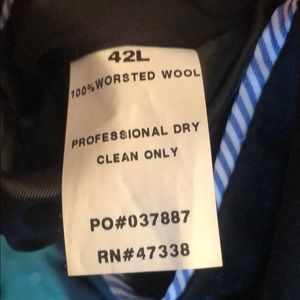 42L
100% WORSTED WOOL
PROFESSIONAL DRY
CLEAN ONLY
PO#037887
RN#47338